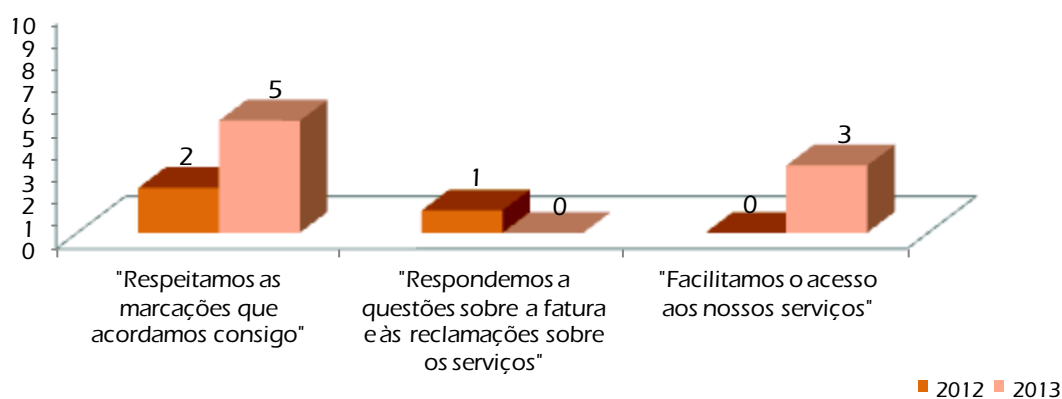 10
9
8
7
6
5
4
3
2
1
0
2
5
1
0
0
3
"Respeitamos as
marcações que
acordamos consigo"
"Respondemos a
questões sobre a fatura
e às reclamações sobre
os serviços"
"Facilitamos o acesso
aos nossos serviços"
2012 2013